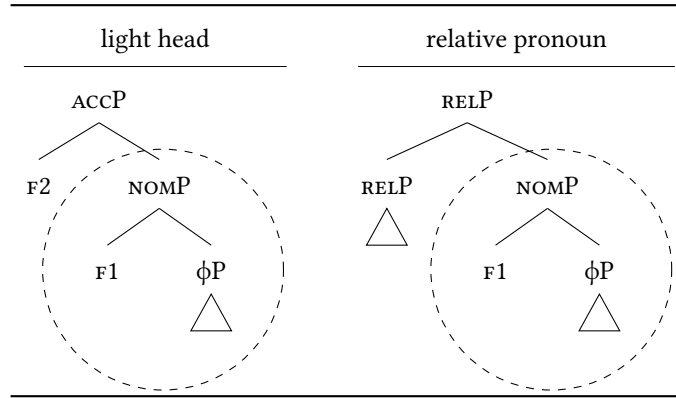 light head relative pronoun
ACCP RELP
F2 NOMP RELP NOMP
F1 ϕP F1 ϕP